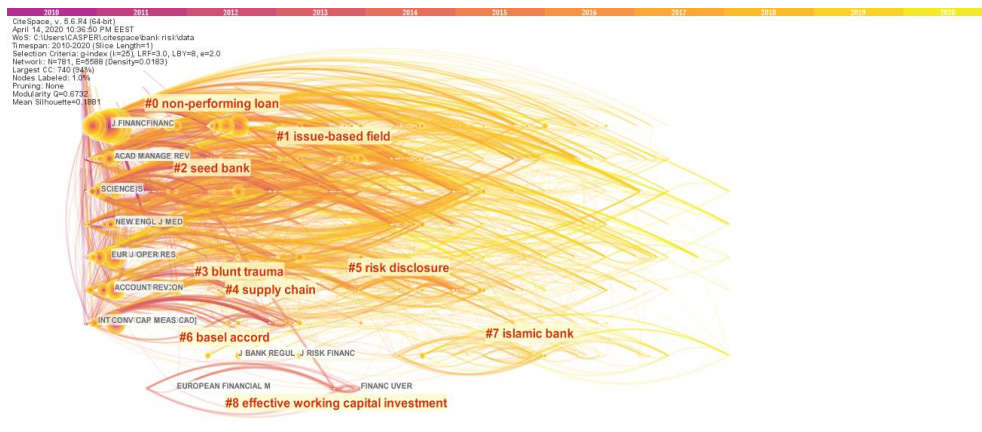 2010 2011 2012 2013 2014 2015 2016 2017 2018 2019 2020
CiteSpace, v. 5.6.R4 (64-bit)
April 14, 2020 10:36:50 PM EEST
WoS: C:\Users\CASPER\.citespace\bank risk\data
Timespan: 2010-2020 (Slice Length=1)
Selection Criteria: g-index (k=25), LRF=3.0, LBY=8, e=2.0
Network: N=781, E=5588 (Density=0.0183)
Largest CC: 740 (94%)
Nodes Labeled: 1.0%
Pruning: None
Modularity Q=0.6732
Mean Silhouette=0.1881
#0 non-performing loan
J FINANCFINANC
#1 issue-based field
ACAD MANAGE REV
#2 seed bank
SCIENCEIS
NEW ENGL J MED
EUR J OPER RES
#3 blunt trauma
#5 risk disclosure
ACCOUNT REV:ON
#4 supply chain
INT CONV CAP MEAS CAD|
#6 basel accord
#7 islamic bank
J BANK REGUL J RISK FINANC
EUROPEAN FINANCIAL M FINANC UVER
#8 effective working capital investment